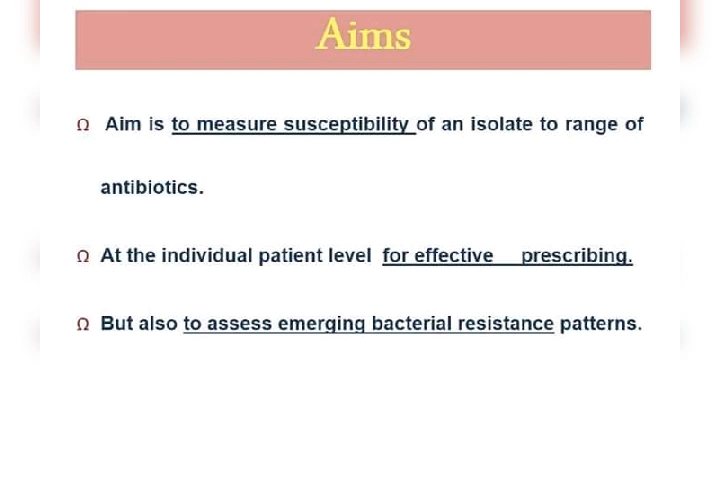 Aims
Ω Aim is to measure susceptibility of an isolate to range of
antibiotics.
Ω At the individual patient level for effective prescribing.
Ω But also to assess emerging bacterial resistance patterns.